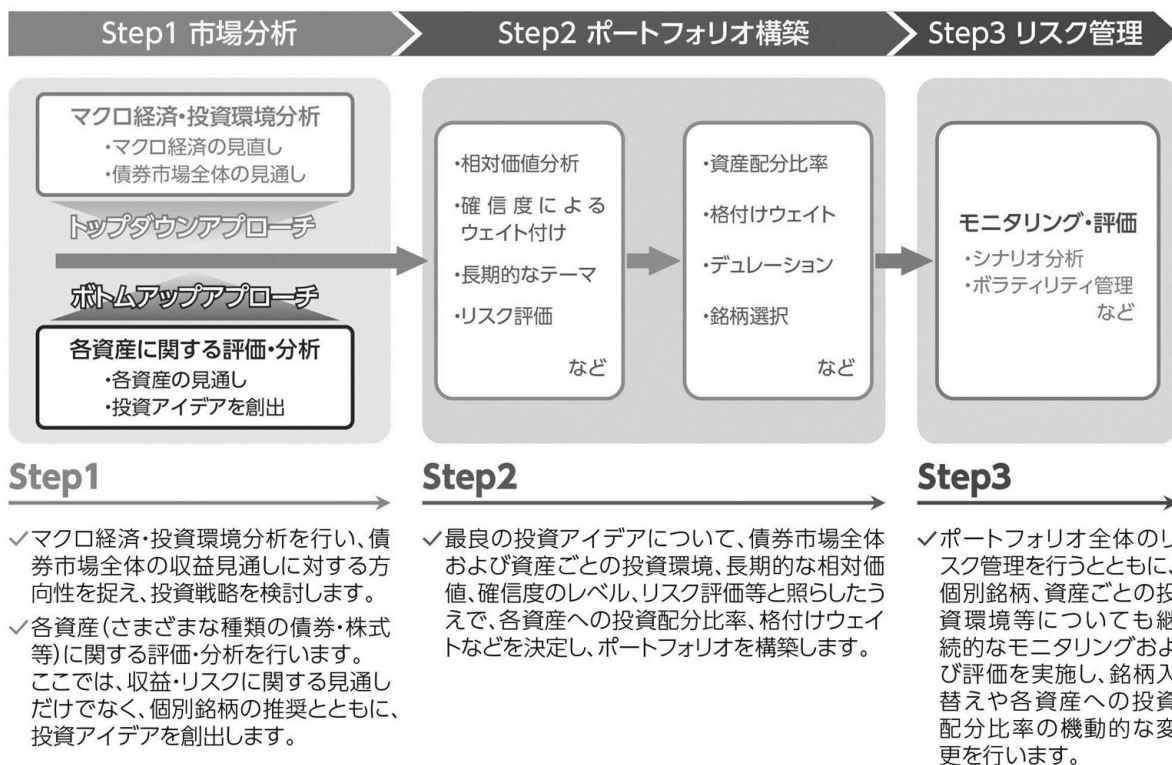 Step1 市場分析
Step2 ポートフォリオ構築
Step3 リスク管理
マクロ経済・投資環境分析
・マクロ経済の見直し
・債券市場全体の見通し
トップダウンアプローチ
ボトムアップアプローチ
各資産に関する評価・分析
・各資産の見通し
・投資アイデアを創出
・相対価値分析
・確信度による
ウェイト付け
・長期的なテーマ
・リスク評価
など
・資産配分比率
・格付けウェイト
・デュレーション
・銘柄選択
など
モニタリング・評価
・シナリオ分析
・ボラティリティ管理
など
Step1
✓マクロ経済・投資環境分析を行い、債
券市場全体の収益見通しに対する方
向性を捉え、投資戦略を検討します。
✓各資産(さまざまな種類の債券・株式
等)に関する評価・分析を行います。
ここでは、収益・リスクに関する見通し
だけでなく、個別銘柄の推奨とともに、
投資アイデアを創出します。
Step2
✓最良の投資アイデアについて、債券市場全体
および資産ごとの投資環境、長期的な相対価
値、確信度のレベル、リスク評価等と照らしたう
えで、各資産への投資配分比率、格付けウェイ
トなどを決定し、ポートフォリオを構築します。
Step3
✓ポートフォリオ全体のリ
スク管理を行うとともに、
個別銘柄、資産ごとの投
資環境等についても継
続的なモニタリングおよ
び評価を実施し、銘柄入
替えや各資産への投資
配分比率の機動的な変
更を行います。